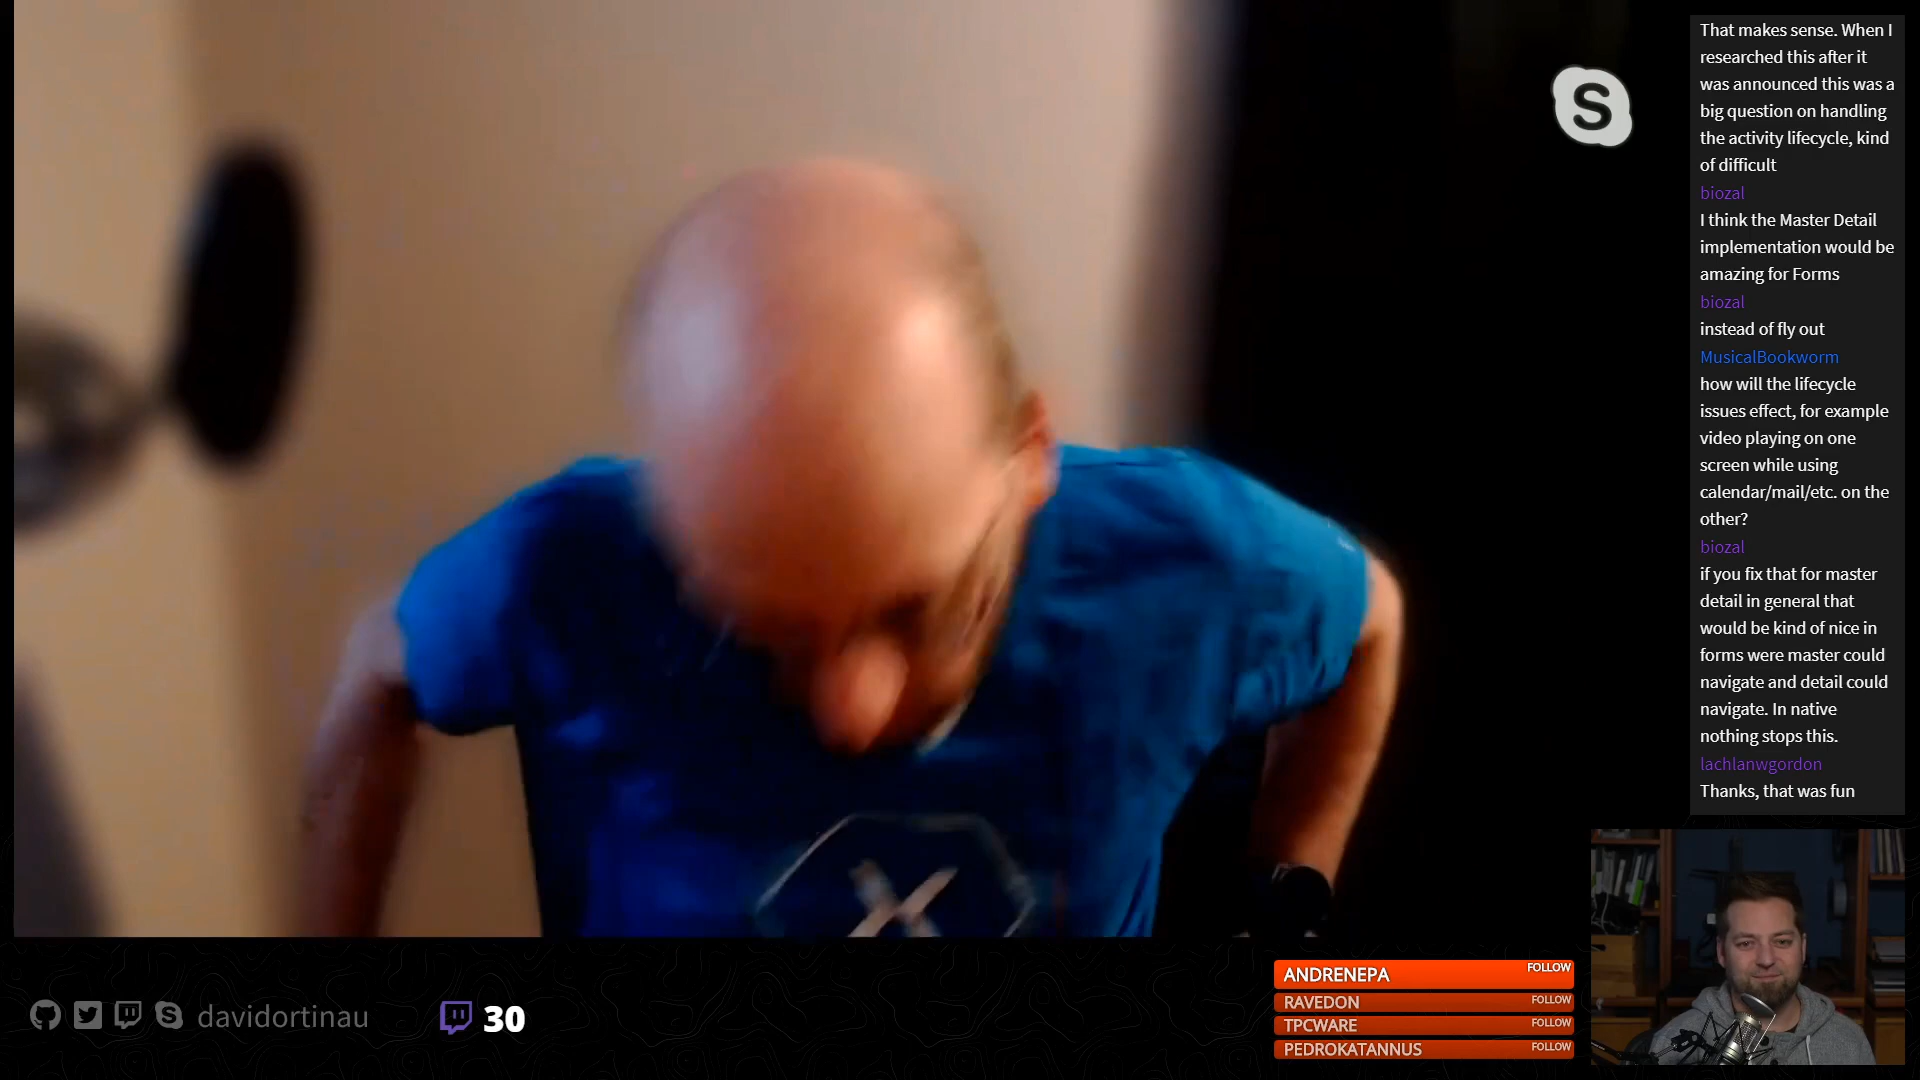 That makes sense. When I
researched this after it
was announced this was a
big question on handling
the activity lifecycle, kind
of difficult
biozal
I think the Master Detail
implementation would be
amazing for Forms
biozal
instead of fly out
MusicalBookworm
how will the lifecycle
issues effect, for example
video playing on one
screen while using
calendar/mail/etc. on the
other?
biozal
if you fix that for master
detail in general that
would be kind of nice in
forms were master could
navigate and detail could
navigate. In native
nothing stops this.
lachlanwgordon
Thanks, that was fun
S
X
davidortinau
30
ANDRENEPA FOLLOW
RAVEDON FOLLOW
TPCWARE FOLLOW
PEDROKATANNUS FOLLOW